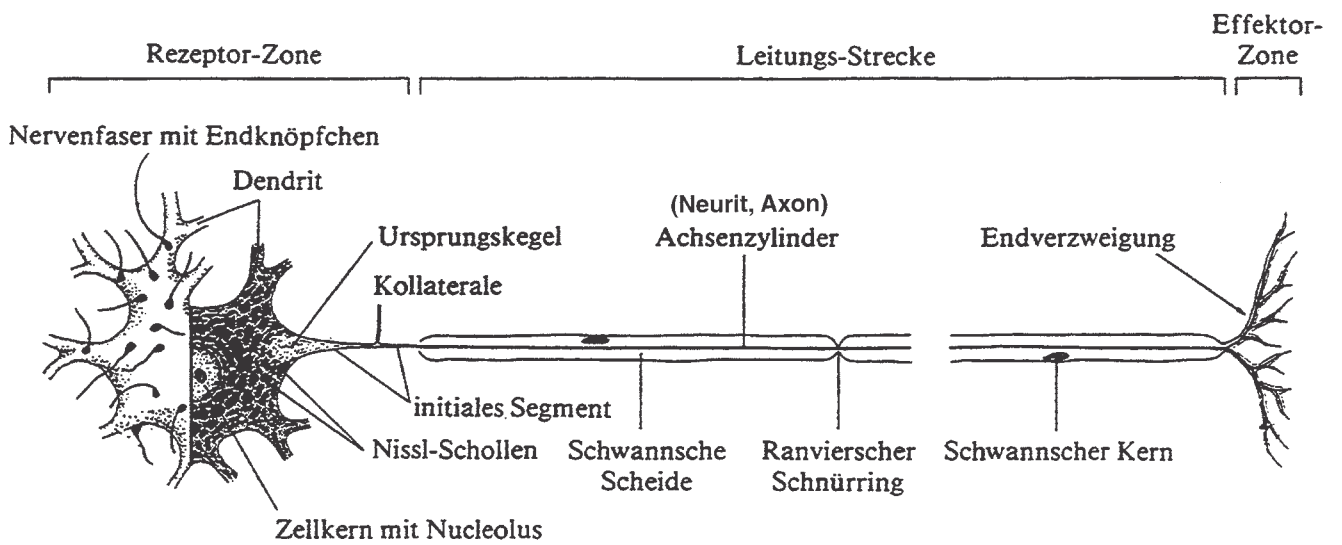 Rezeptor-Zone
Leitungs-Strecke
Effektor-
Zone
Nervenfaser mit Endknöpfchen
Dendrit
Ursprungskegel
Kollaterale
(Neurit, Axon)
Achsenzylinder
Endverzweigung
initiales Segment
Nissl-Schollen
Schwannsche
Scheide
Ranvierscher
Schnürring
Schwannscher Kern
Zellkern mit Nucleolus